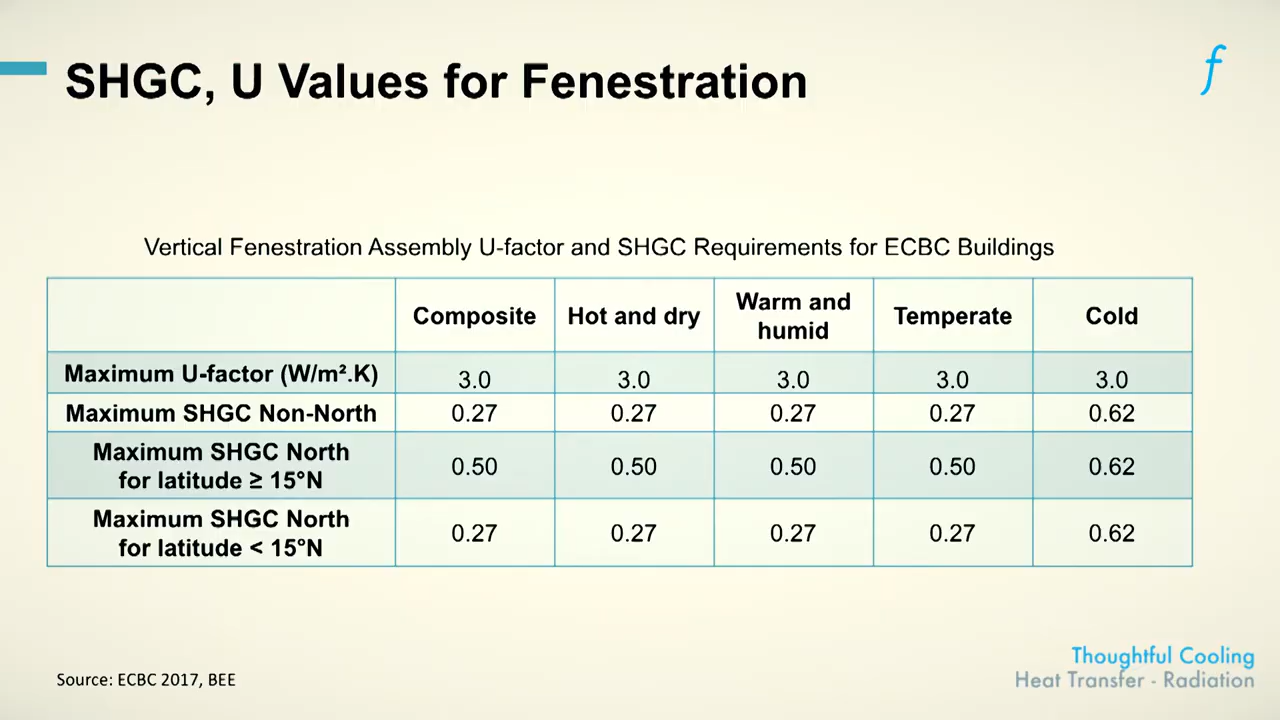 SHGC, U Values for Fenestration
f
Vertical Fenestration Assembly U-factor and SHGC Requirements for ECBC Buildings
Composite Hot and dry Warm and humid Temperate Cold
Maximum U-factor (W/m².K) 3.0 3.0 3.0 3.0 3.0
Maximum SHGC Non-North 0.27 0.27 0.27 0.27 0.62
Maximum SHGC North
for latitude ≥ 15°N 0.50 0.50 0.50 0.50 0.62
Maximum SHGC North
for latitude < 15°N 0.27 0.27 0.27 0.27 0.62
Source: ECBC 2017, BEE
Thoughtful Cooling
Heat Transfer - Radiation